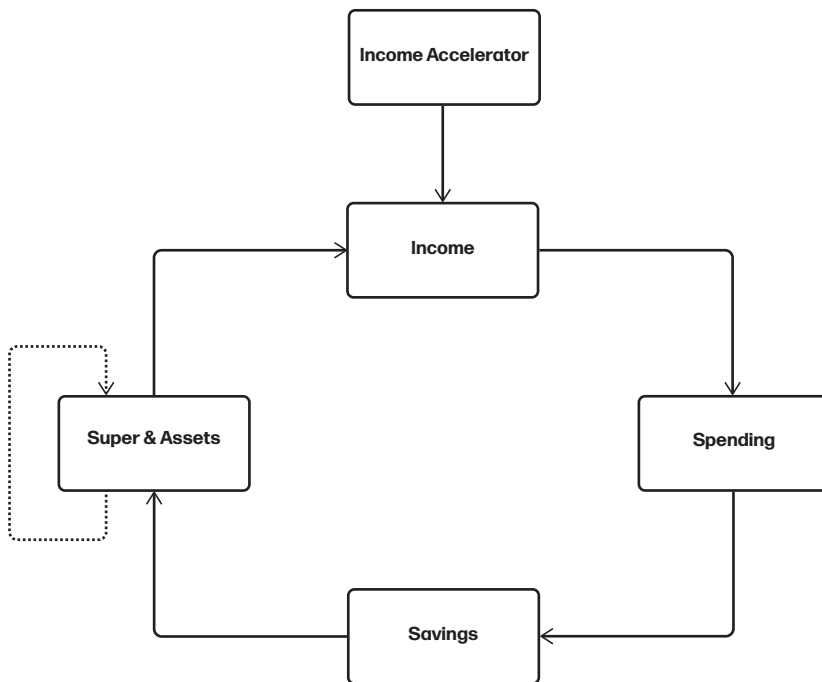 Income Accelerator
Income
Super & Assets
Spending
Savings